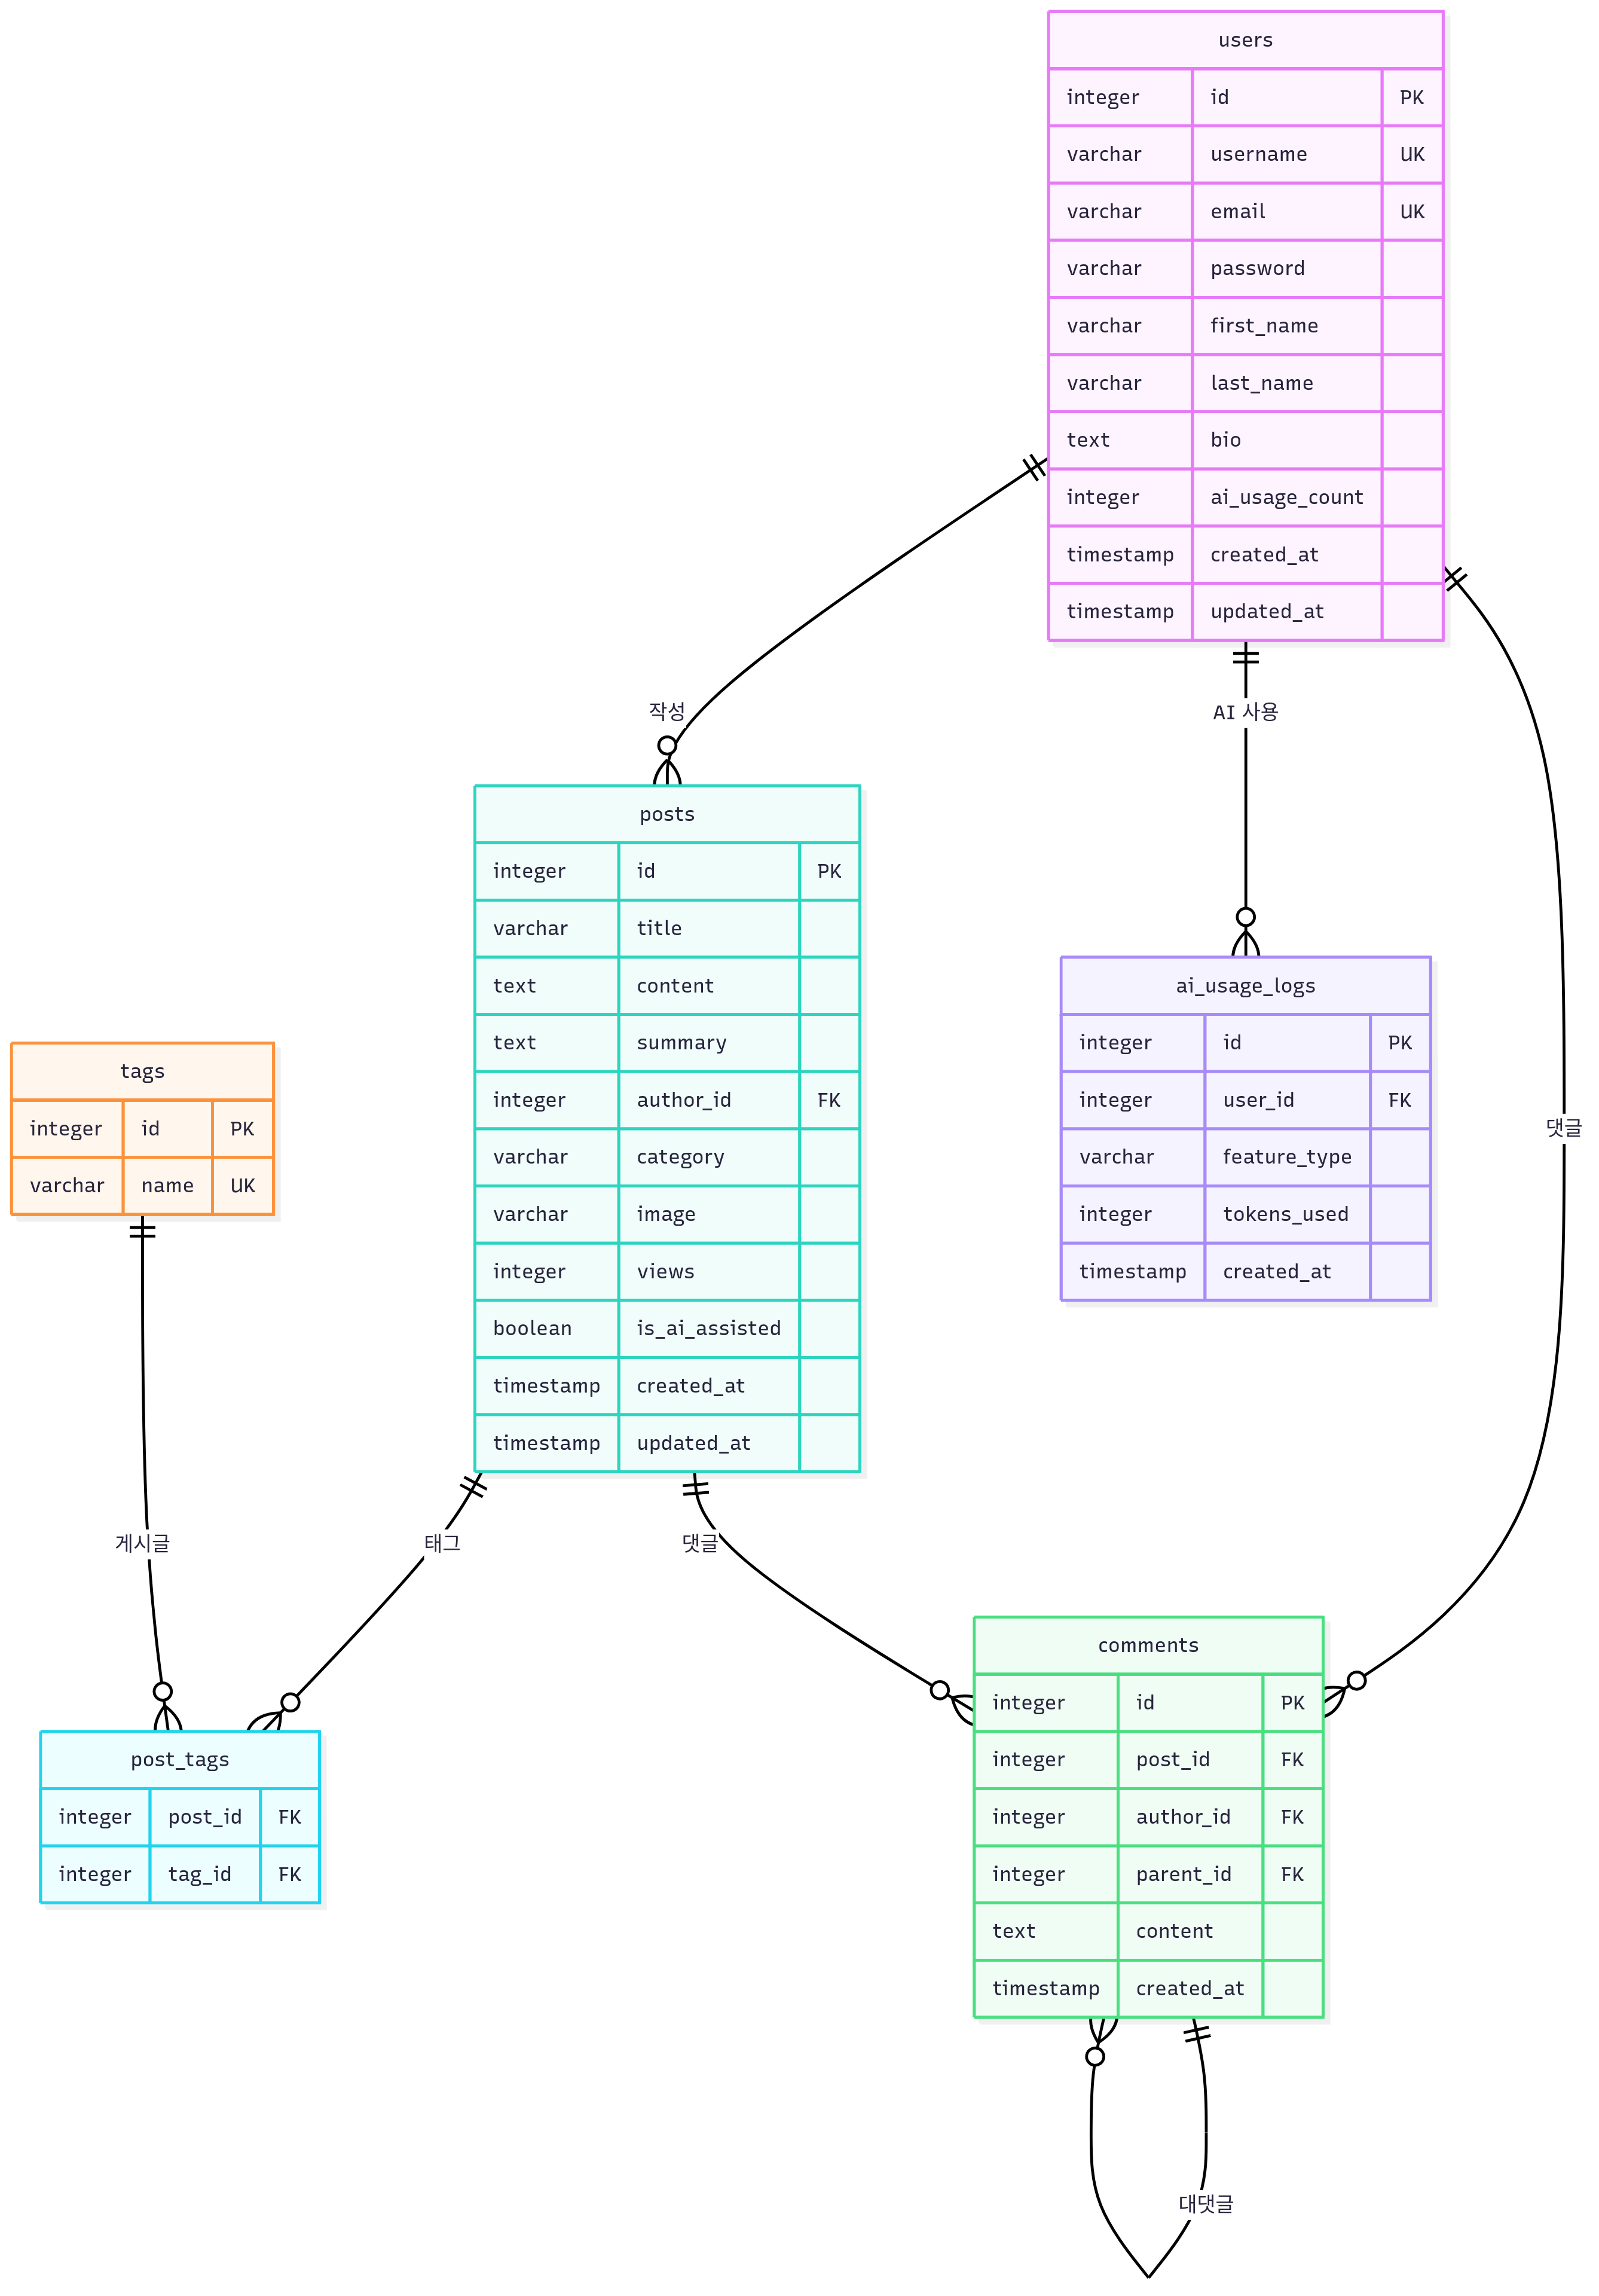 users
integer id PK
varchar username UK
varchar email UK
varchar password
varchar first_name
varchar last_name
text bio
integer ai_usage_count
timestamp created_at
timestamp updated_at
작성
AI 사용
posts
integer id PK
varchar title
text content
text summary
integer author_id FK
varchar category
varchar image
integer views
boolean is_ai_assisted
timestamp created_at
timestamp updated_at
ai_usage_logs
integer id PK
integer user_id FK
varchar feature_type
integer tokens_used
timestamp created_at
댓글
tags
integer id PK
varchar name UK
게시글
태그
댓글
comments
integer id PK
integer post_id FK
integer author_id FK
integer parent_id FK
text content
timestamp created_at
post_tags
integer post_id FK
integer tag_id FK
대댓글